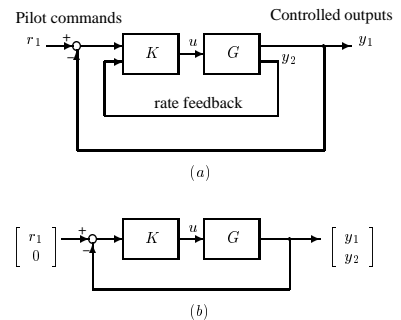 Pilot commands
Controlled outputs
r₁ + − K u G y₁
y₂
rate feedback
(a)
[ r₁ 0 ] + − K u G [ y₁ y₂ ]
(b)